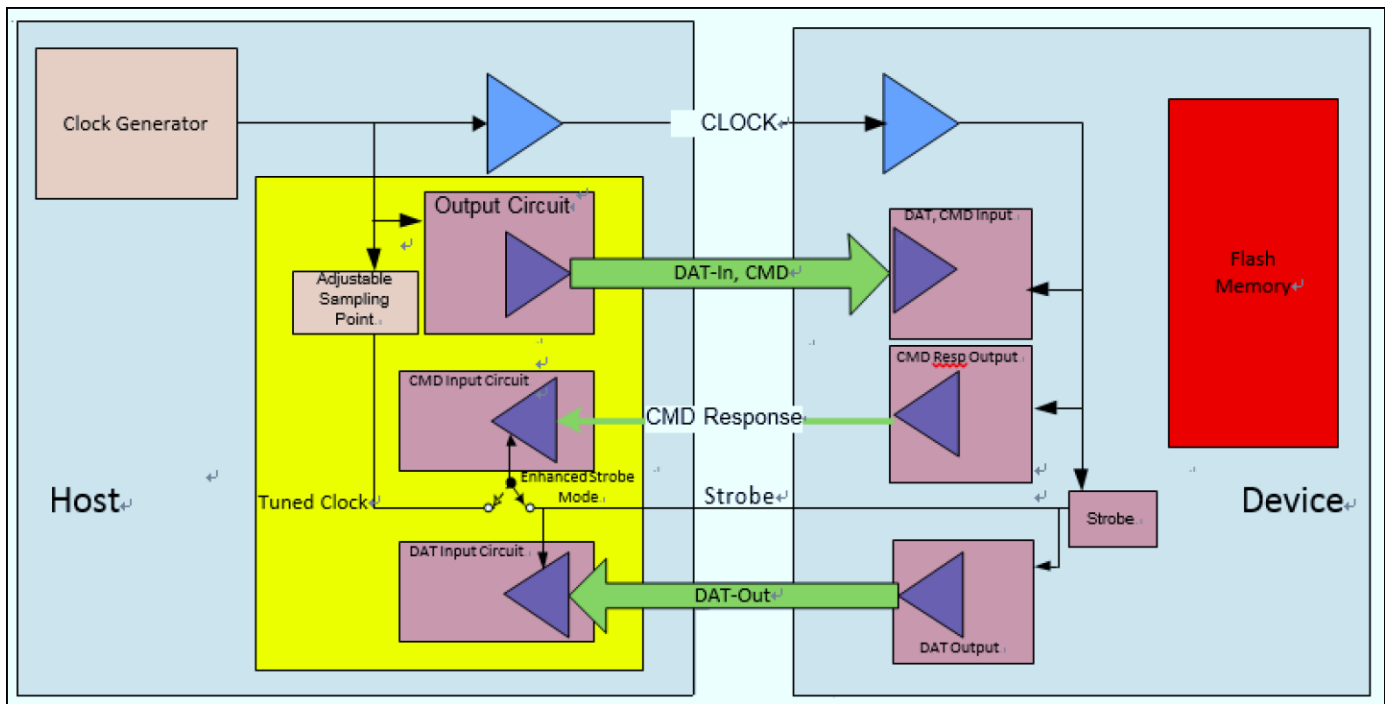 Clock Generator
CLOCK
Output Circuit
DAT, CMD Input
Flash
Memory
DAT-In, CMD
Adjustable
Sampling
Point
CMD Input Circuit
CMD Resp Output
CMD Response
Enhanced Strobe
Mode
Host
Tuned Clock
Strobe
Strobe
Device
DAT Input Circuit
DAT-Out
DAT Output